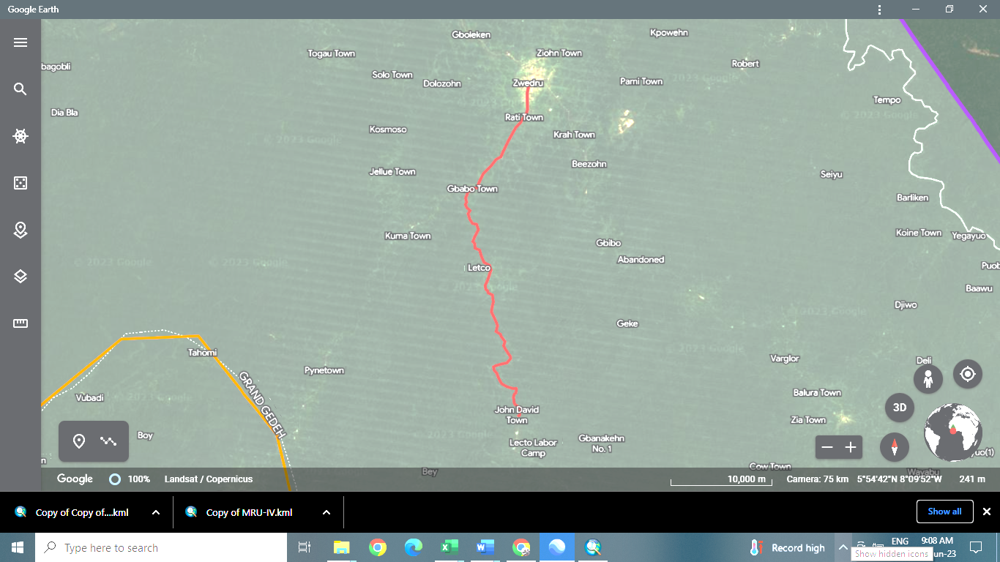 Google Earth
Gboleken
Kpowehn
Togau Town
Ziohn Town
bagobli
Robert
Solo Town
Dolozohn
Zwedru
Pami Town
© 2023 Google
Tempo
Dia Bla
Rati Town
© 2023 Google
Kosmoso
Krah Town
© 2023 Google
Beezohn
Jellue Town
Seiyu
Gbabo Town
Barliken
Kuma Town
Koine Town
Yegayuo
Gbibo
© 2023 Google
© 2023 Google
Abandoned
Letco
Puob
Baawu
Djiwo
© 2023 Google
Geke
Tahomi
© 2023 Google
Varglor
Deli
Pynetown
GRAND GEDEH
Vubadi
© 2023 Google
Balura Town
John David
Town
3D
Zia Town
Boy
Lecto Labor
Camp
Gbanakehn
No. 1
© 2023 Google
uo(1)
n
Bey
Cow Town
Wayabu
Google
100%
Landsat / Copernicus
10,000 m
Camera: 75 km
5°54'42"N 8°09'52"W
241 m
Copy of Copy of....kml
Copy of MRU-IV.kml
Show all
Type here to search
Record high
ENG
9:08 AM
un-23
Show hidden icons